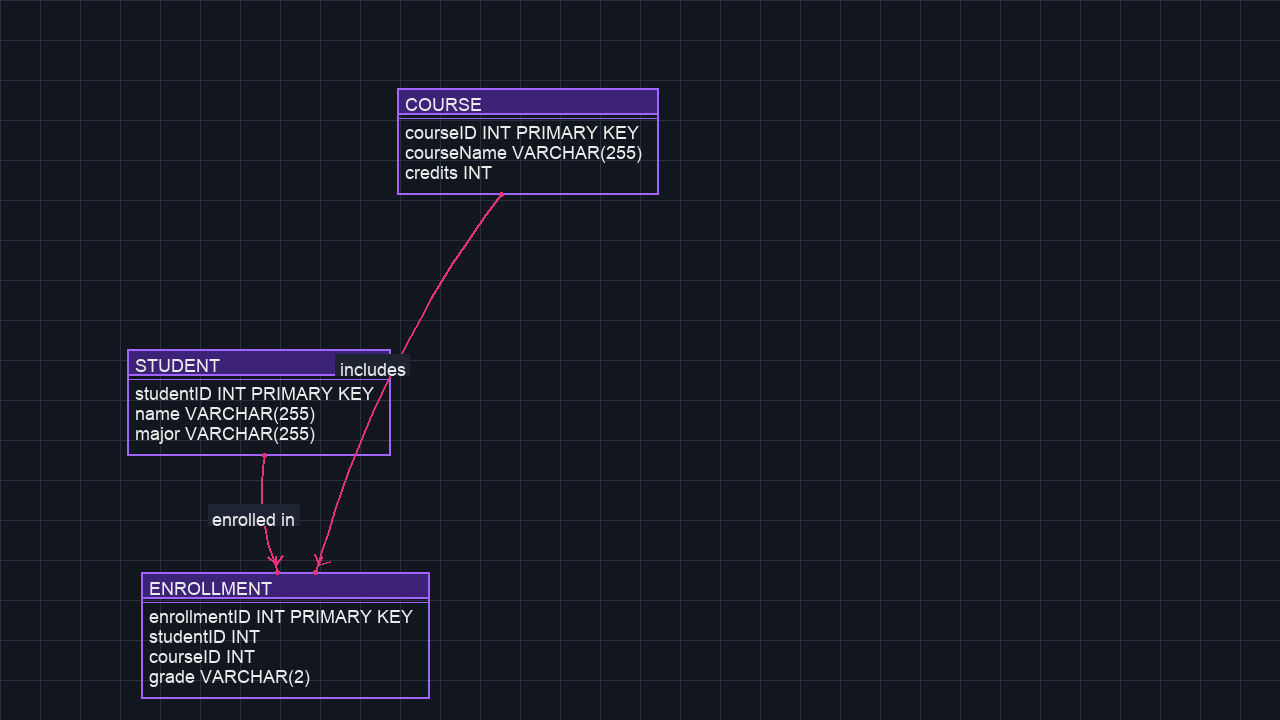 COURSE
courseID INT PRIMARY KEY
courseName VARCHAR(255)
credits INT
STUDENT
includes
studentID INT PRIMARY KEY
name VARCHAR(255)
major VARCHAR(255)
enrolled in
ENROLLMENT
enrollmentID INT PRIMARY KEY
studentID INT
courseID INT
grade VARCHAR(2)